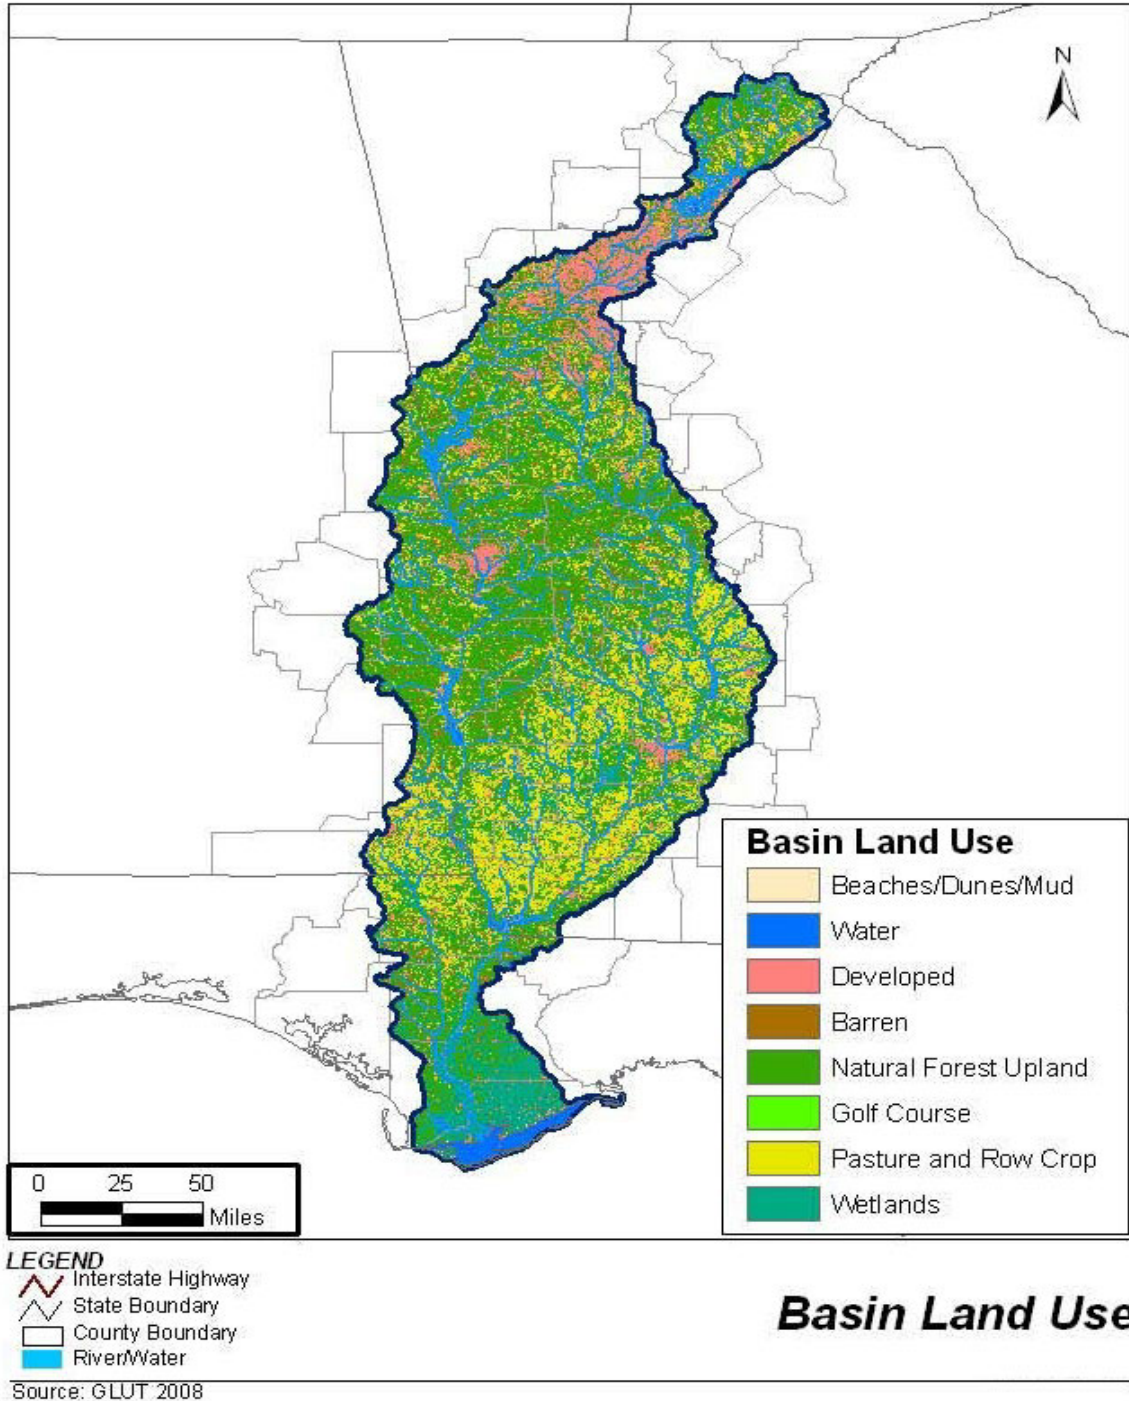 N
Basin Land Use
Beaches/Dunes/Mud
Water
Developed
Barren
Natural Forest Upland
Golf Course
Pasture and Row Crop
Wetlands
0 25 50
Miles
LEGEND
Interstate Highway
State Boundary
County Boundary
River/Water
Basin Land Use
Source: GLUT 2008